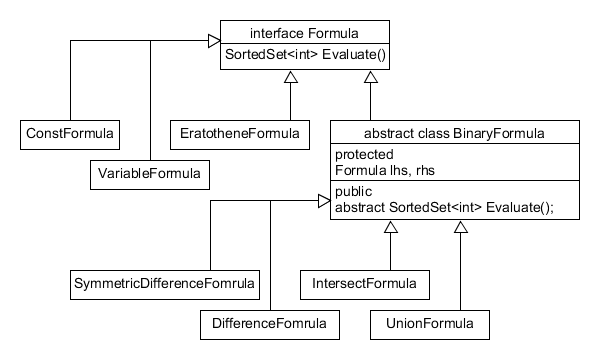 interface Formula
SortedSet<int> Evaluate()
ConstFormula
EratotheneFormula
VariableFormula
abstract class BinaryFormula
protected
Formula lhs, rhs
public
abstract SortedSet<int> Evaluate();
SymmetricDifferenceFomrula
IntersectFormula
DifferenceFomrula
UnionFormula